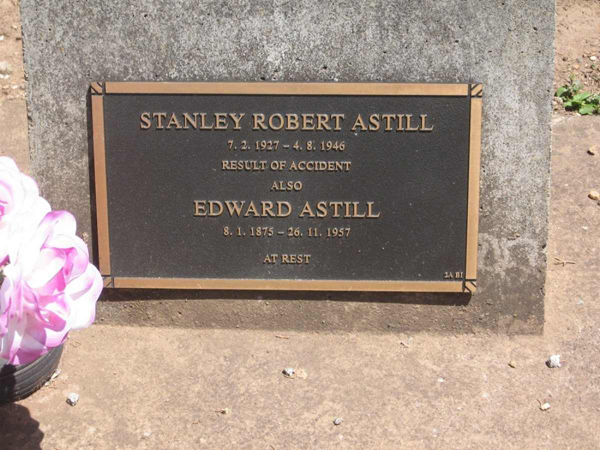 STANLEY ROBERT ASTILL
7. 2. 1927 – 4. 8. 1946
RESULT OF ACCIDENT
ALSO
EDWARD ASTILL
8. 1. 1875 – 26. 11. 1957
AT REST